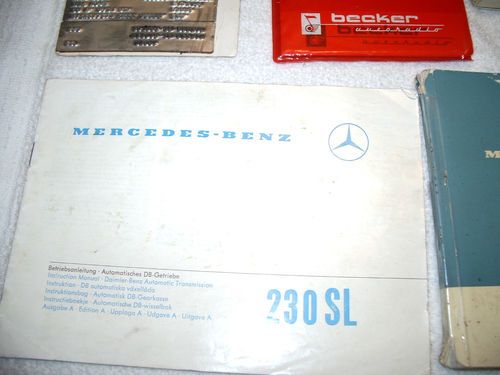 becker
autoradio
MERCEDES-BENZ
Betriebsanleitung · Automatisches DB-Getriebe
Instruction Manual · Daimler-Benz Automatic Transmission
Instruktion · DB automatiska växellåda
Instruktionsbog · Automatisk DB-Gearkasse
Instructieboekje · Automatische DB-wisselbak
Ausgabe A · Edition A · Upplaga A · Udgave A · Uitgave A
230 SL
M